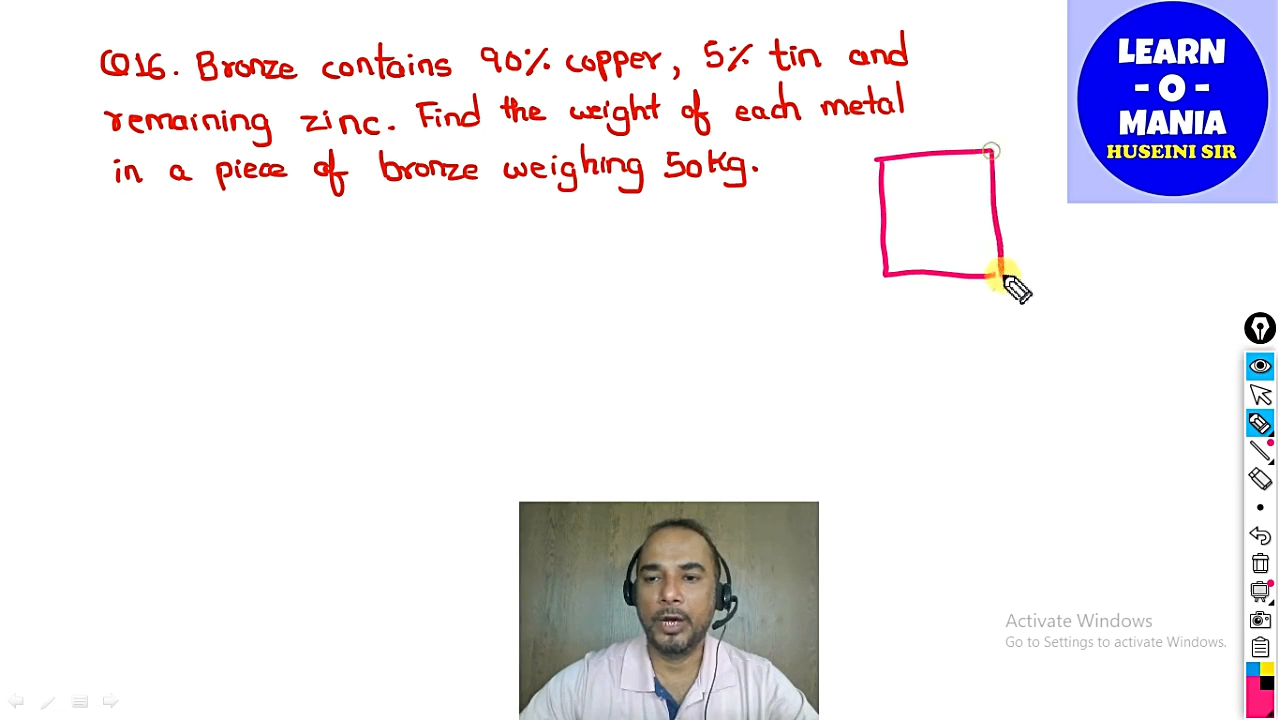 Q16. Bronze contains 90% copper, 5% tin and
remaining zinc. Find the weight of each metal
in a piece of bronze weighing 50Kg.
LEARN
- O -
MANIA
HUSEINI SIR
Activate Windows
Go to Settings to activate Windows.